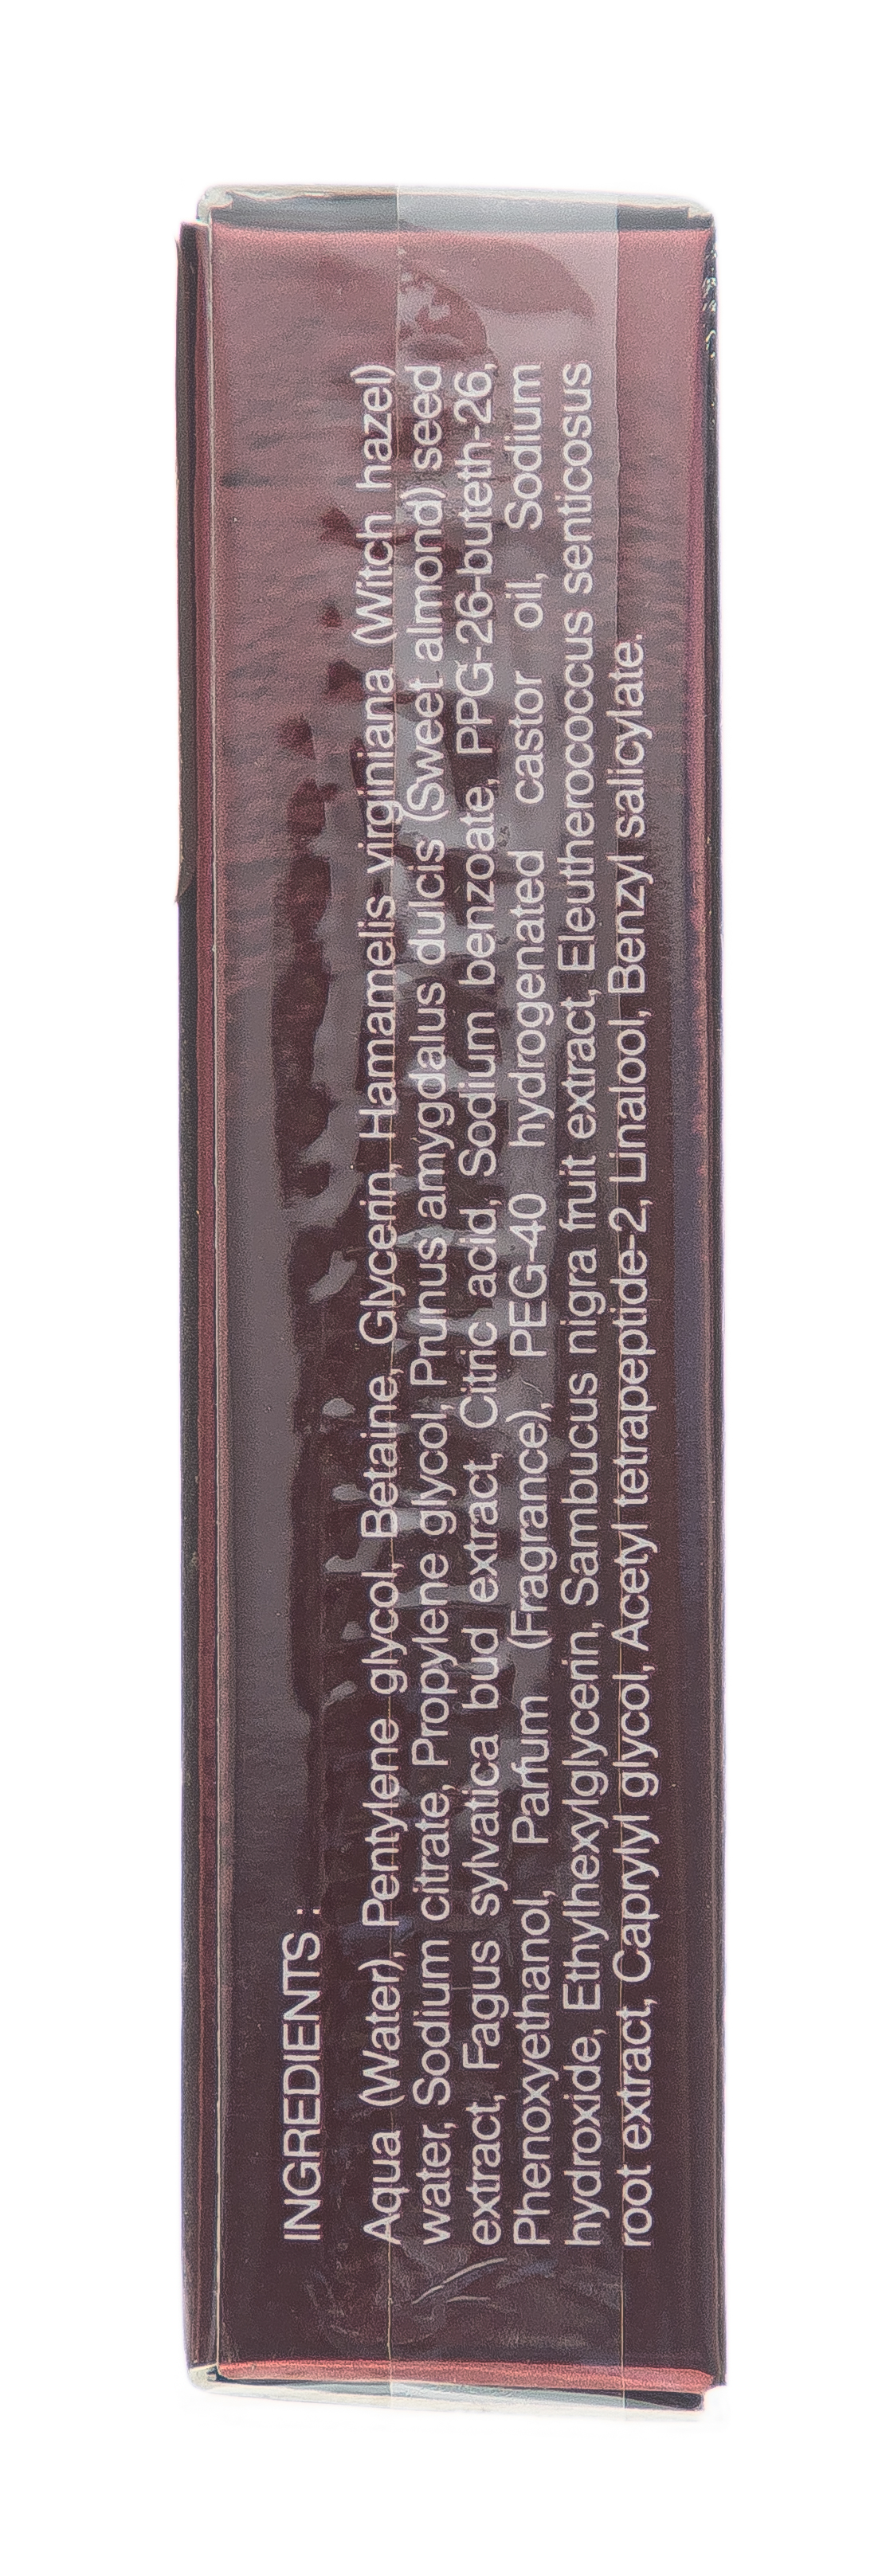 INGREDIENTS :
Aqua (Water), Pentylene glycol, Betaine, Glycerin, Hamamelis virginiana (Witch hazel)
water, Sodium citrate, Propylene glycol, Prunus amygdalus dulcis (Sweet almond) seed
extract, Fagus sylvatica bud extract, Citric acid, Sodium benzoate, PPG-26-buteth-26,
Phenoxyethanol, Parfum (Fragrance), PEG-40 hydrogenated castor oil, Sodium
hydroxide, Ethylhexylglycerin, Sambucus nigra fruit extract, Eleutherococcus senticosus
root extract, Caprylyl glycol, Acetyl tetrapeptide-2, Linalool, Benzyl salicylate.